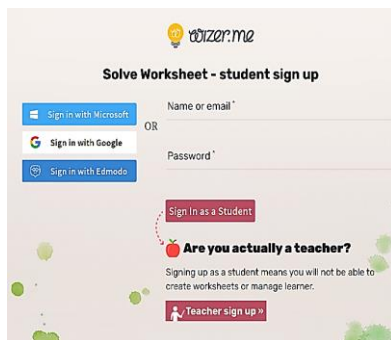 wizer.me
Solve Worksheet - student sign up
Sign in with Microsoft
Sign in with Google
Sign in with Edmodo
OR
Name or email *
Password *
Sign In as a Student
Are you actually a teacher?
Signing up as a student means you will not be able to
create worksheets or manage learner.
Teacher sign up »